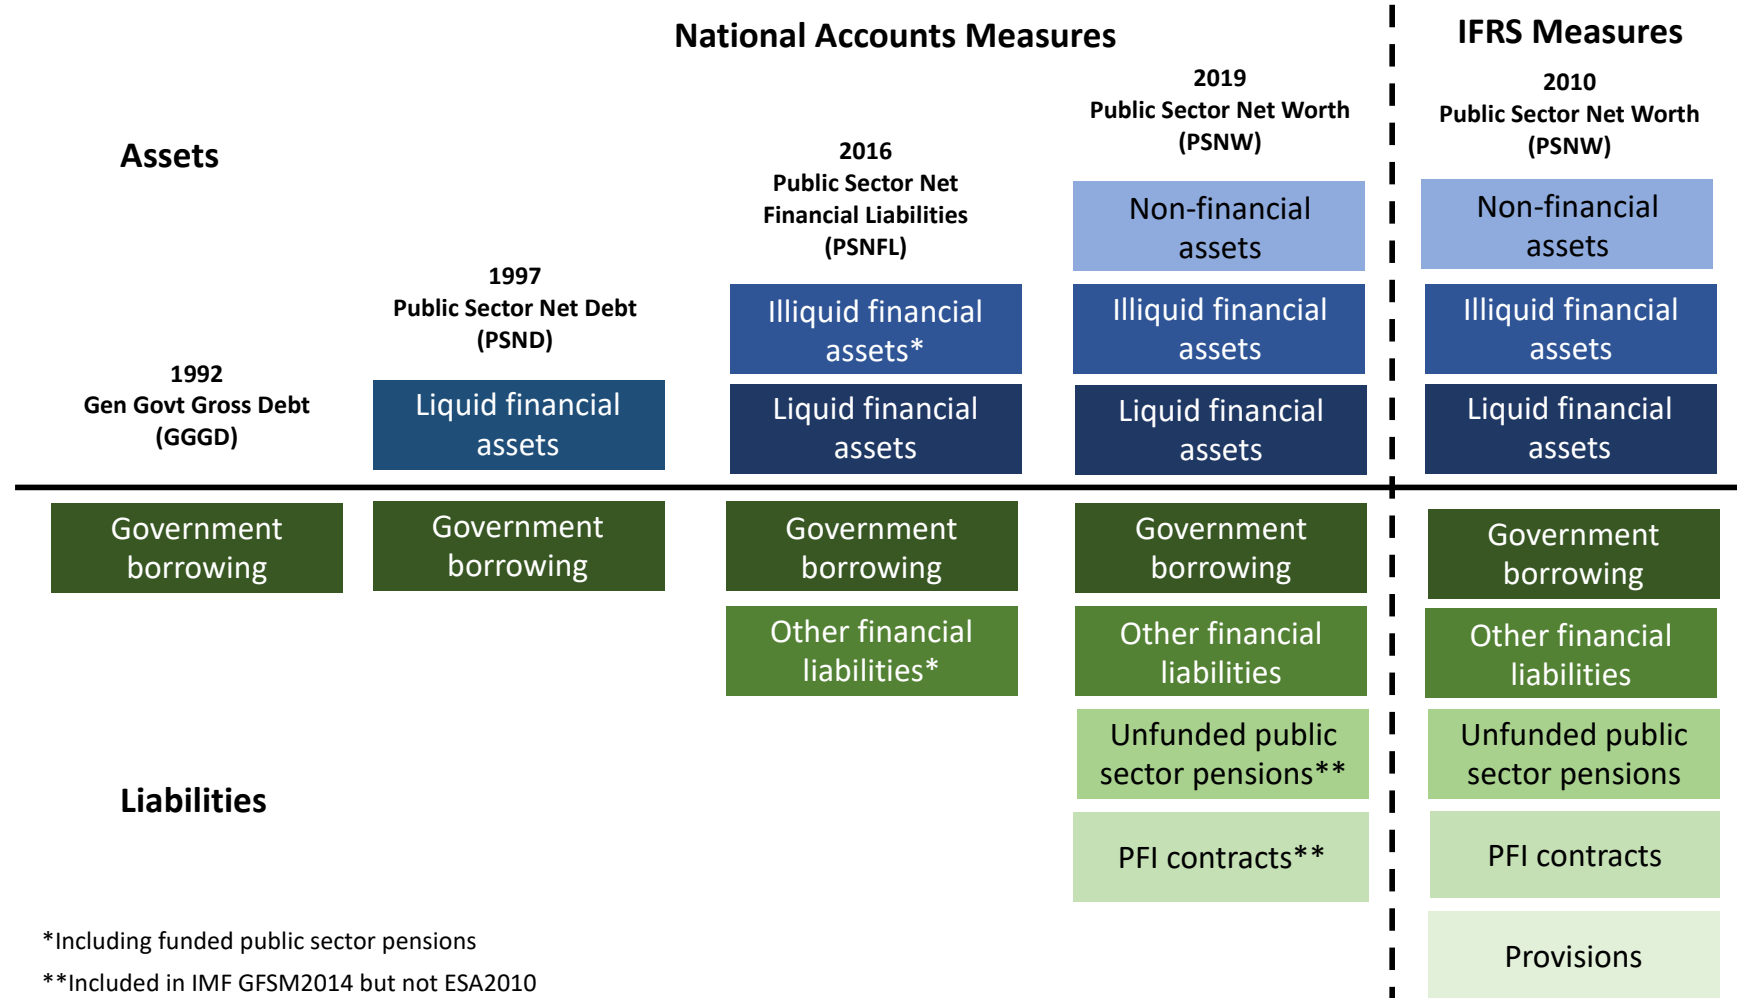 National Accounts Measures
IFRS Measures
Assets
1992
Gen Govt Gross Debt
(GGGD)
1997
Public Sector Net Debt
(PSND)
Liquid financial
assets
2016
Public Sector Net
Financial Liabilities
(PSNFL)
Illiquid financial
assets*
Liquid financial
assets
2019
Public Sector Net Worth
(PSNW)
Non-financial
assets
Illiquid financial
assets
Liquid financial
assets
2010
Public Sector Net Worth
(PSNW)
Non-financial
assets
Illiquid financial
assets
Liquid financial
assets
Liabilities
Government
borrowing
Government
borrowing
Government
borrowing
Other financial
liabilities*
Government
borrowing
Other financial
liabilities
Unfunded public
sector pensions**
PFI contracts**
Government
borrowing
Other financial
liabilities
Unfunded public
sector pensions
PFI contracts
Provisions
*Including funded public sector pensions
**Included in IMF GFSM2014 but not ESA2010